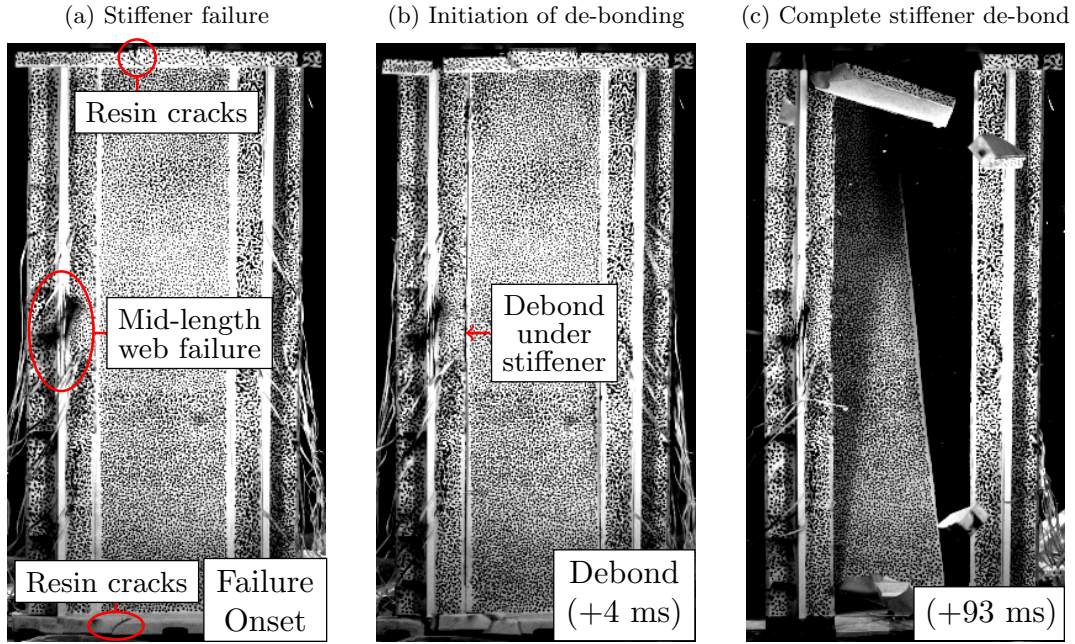 (a) Stiffener failure
Resin cracks
Mid-length
web failure
Resin cracks
Failure
Onset
(b) Initiation of de-bonding
Debond
under
stiffener
Debond
(+4 ms)
(c) Complete stiffener de-bond
(+93 ms)